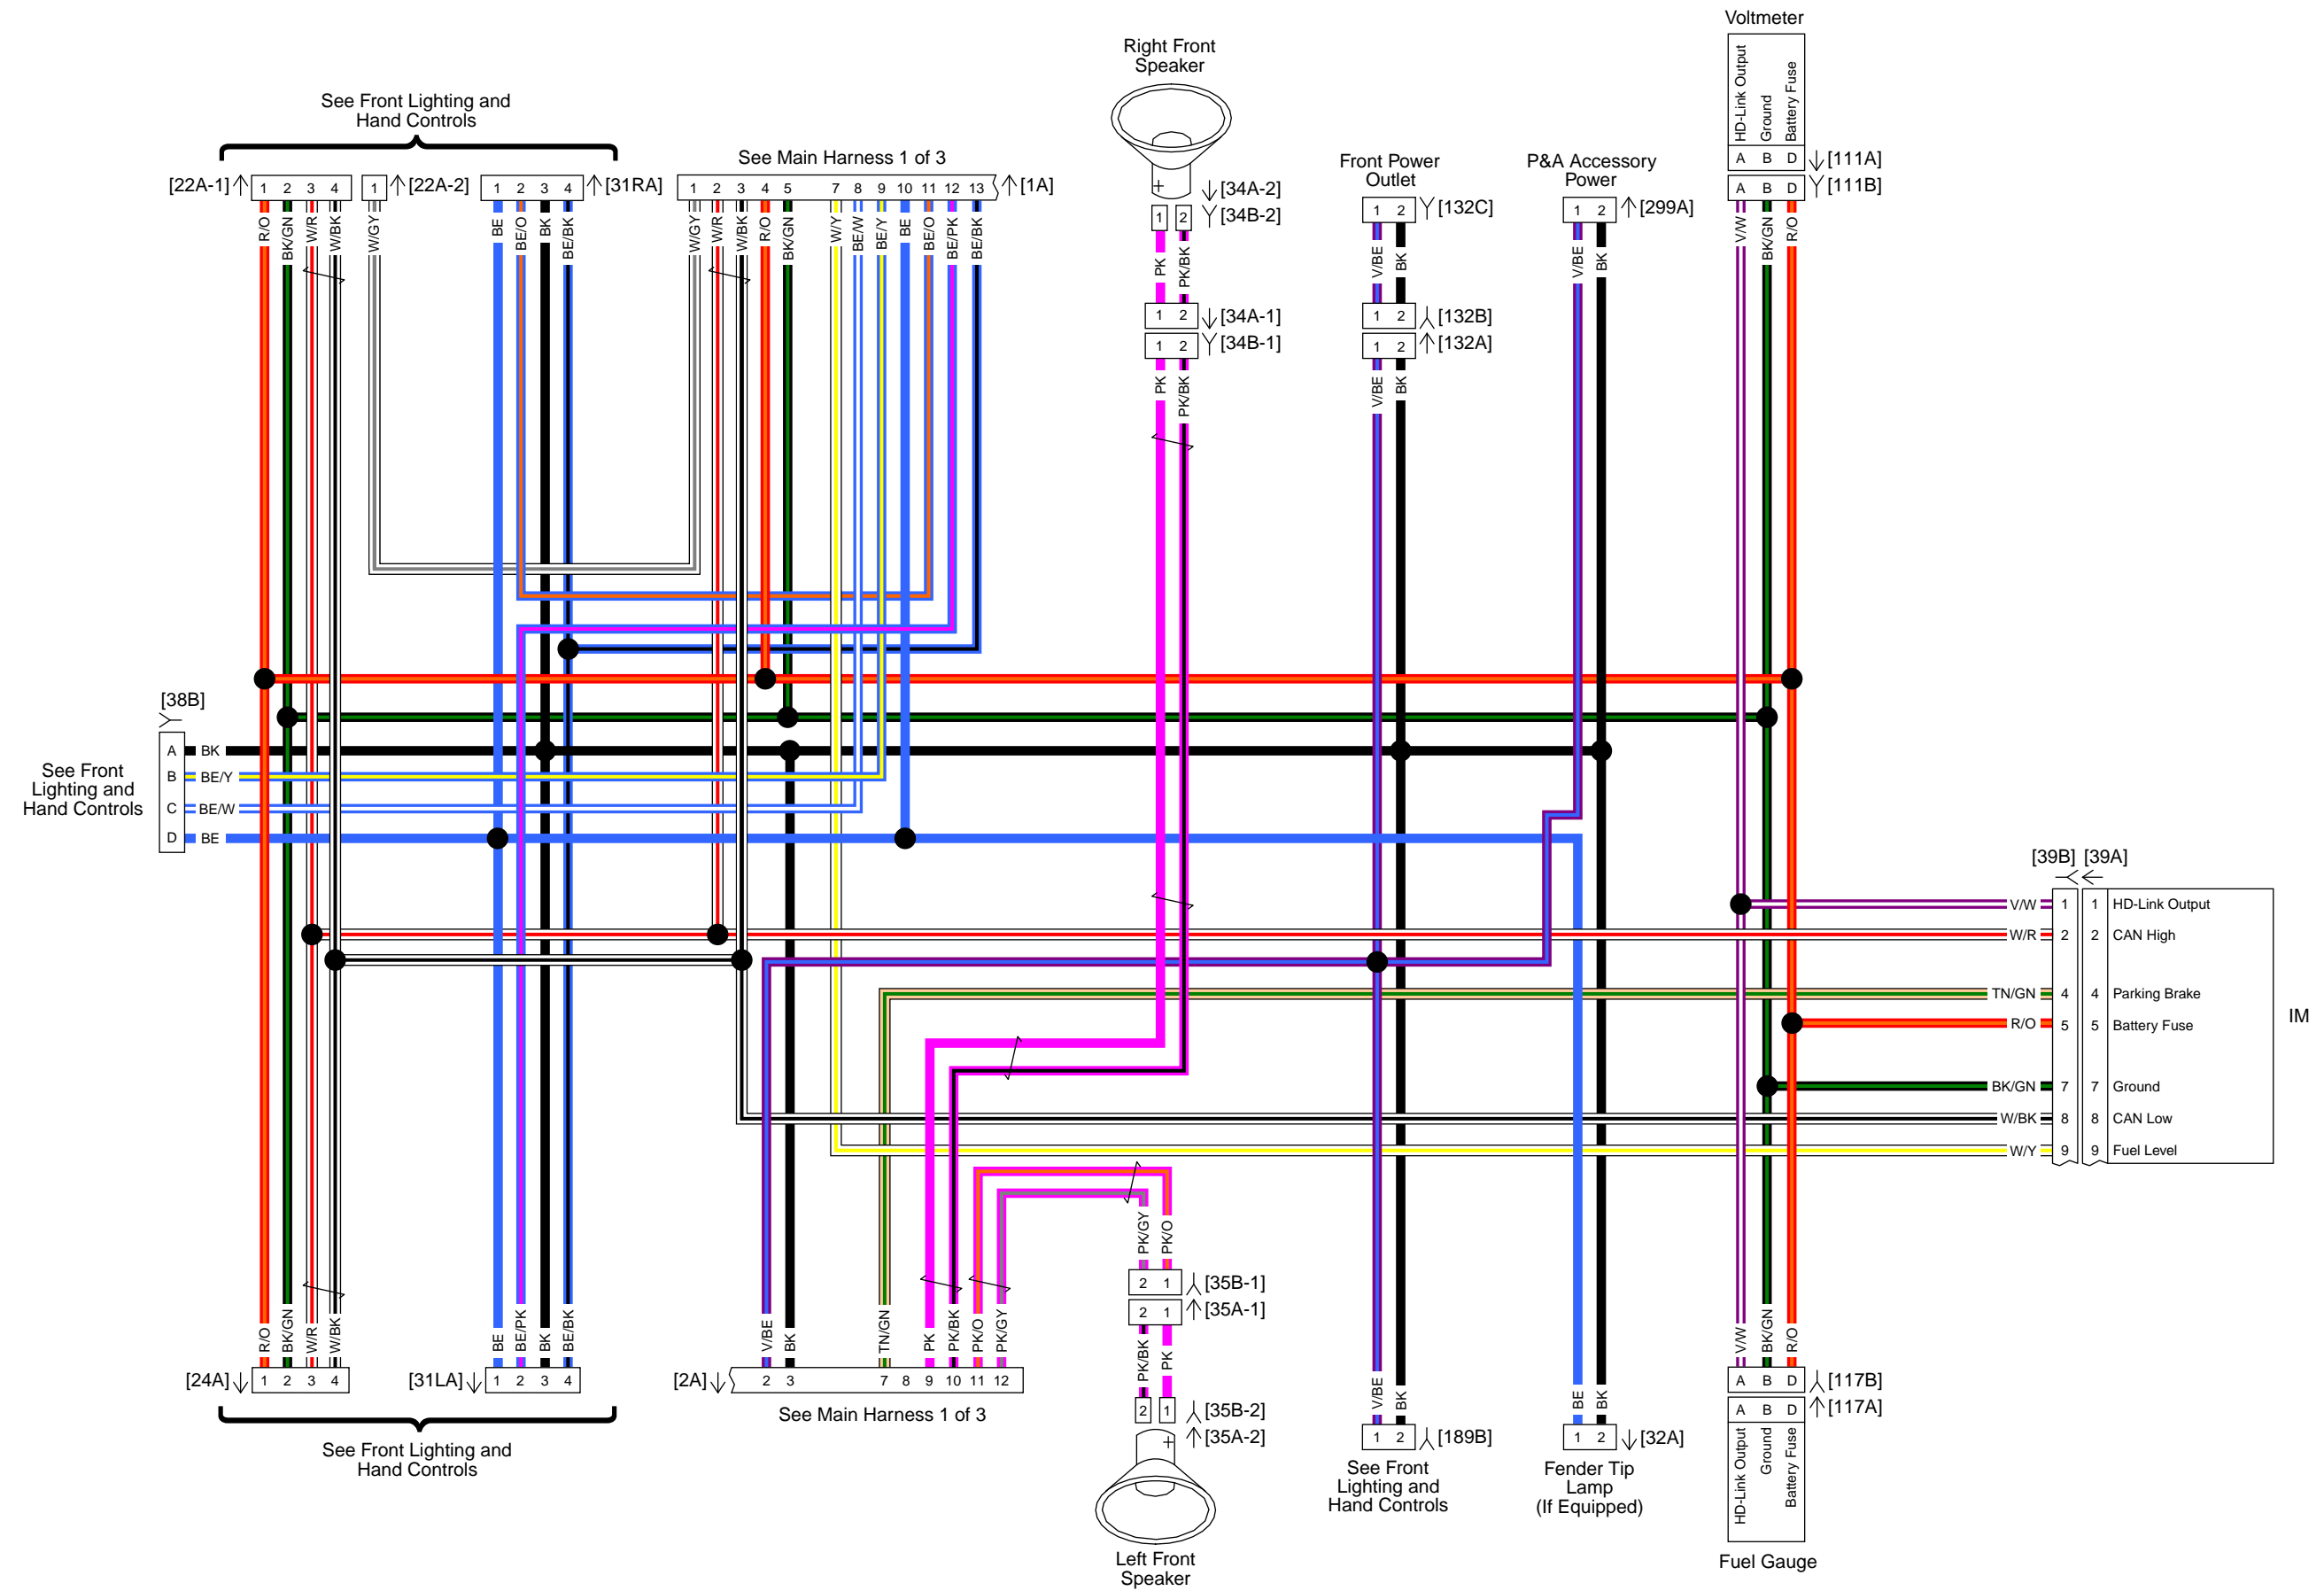 Voltmeter
HD-Link Output
Ground
Battery Fuse
A B D [111A]
A B D [111B]
V/W BK/GN R/O
Right Front
Speaker
+
[34A-2]
1 2 [34B-2]
PK PK/BK
1 2 [34A-1]
1 2 [34B-1]
PK PK/BK
Front Power
Outlet
1 2 [132C]
V/BE BK
1 2 [132B]
1 2 [132A]
V/BE BK
P&A Accessory
Power
1 2 [299A]
V/BE BK
See Front Lighting and
Hand Controls
[22A-1] 1 2 3 4
R/O BK/GN W/R W/BK
1 [22A-2]
W/GY
1 2 3 4 [31RA]
BE BE/O BK BE/BK
See Main Harness 1 of 3
1 2 3 4 5 7 8 9 10 11 12 13 [1A]
W/GY W/R W/BK R/O BK/GN W/Y BE/W BE/Y BE BE/O BE/PK BE/BK
[38B]
See Front
Lighting and
Hand Controls
A BK
B BE/Y
C BE/W
D BE
[39B] [39A]
V/W 1 1 HD-Link Output
W/R 2 2 CAN High
TN/GN 4 4 Parking Brake
R/O 5 5 Battery Fuse
BK/GN 7 7 Ground
W/BK 8 8 CAN Low
W/Y 9 9 Fuel Level
IM
R/O BK/GN W/R W/BK
[24A] 1 2 3 4
BE BE/PK BK BE/BK
[31LA] 1 2 3 4
See Front Lighting and
Hand Controls
V/BE BK TN/GN PK PK/BK PK/O PK/GY
[2A] 2 3 7 8 9 10 11 12
See Main Harness 1 of 3
PK/GY PK/O
2 1 [35B-1]
2 1 [35A-1]
PK/BK PK
2 1 [35B-2]
+ [35A-2]
Left Front
Speaker
V/BE BK
1 2 [189B]
See Front
Lighting and
Hand Controls
BE BK
1 2 [32A]
Fender Tip
Lamp
(If Equipped)
V/W BK/GN R/O
A B D [117B]
A B D [117A]
HD-Link Output
Ground
Battery Fuse
Fuel Gauge